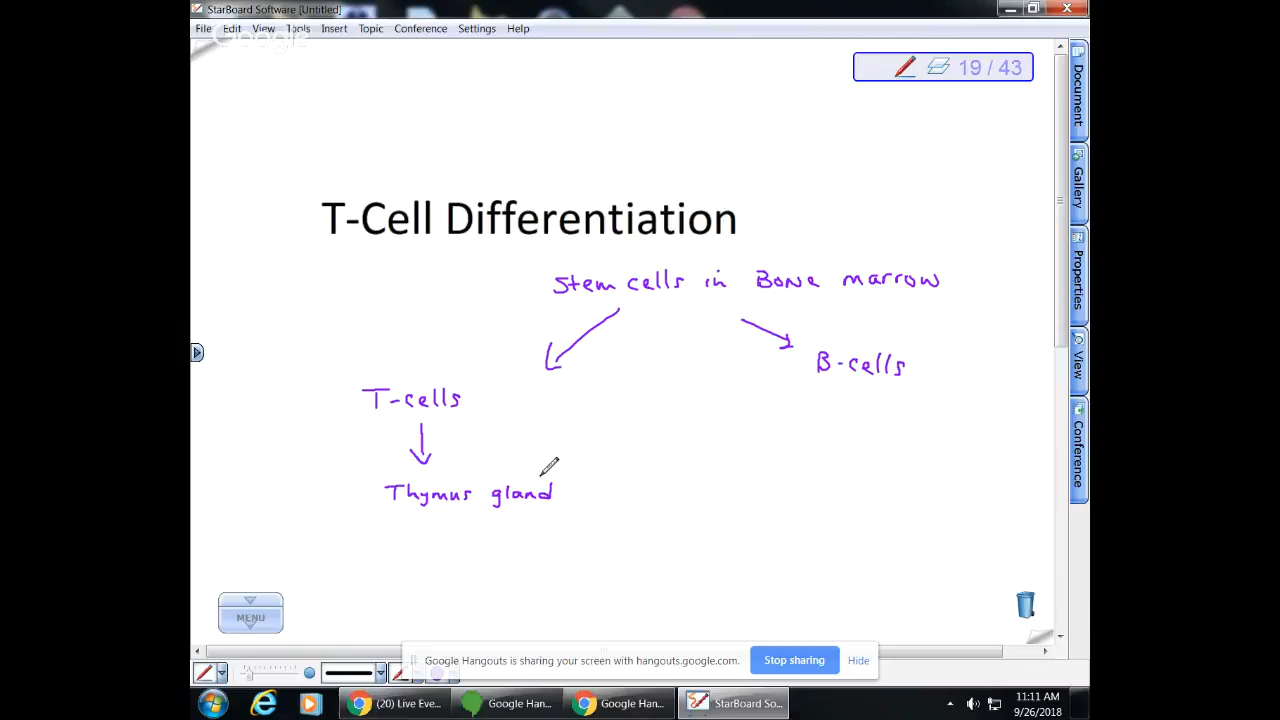 StarBoard Software [Untitled]
File Edit View Tools Insert Topic Conference Settings Help
Google
19 / 43
Document
Gallery
Properties
View
Conference
T-Cell Differentiation
Stem cells in Bone marrow
B-cells
T-cells
Thymus gland
MENU
Google Hangouts is sharing your screen with hangouts.google.com. Stop sharing Hide
(20) Live Eve... Google Han... Google Han... StarBoard So...
11:11 AM
9/26/2018